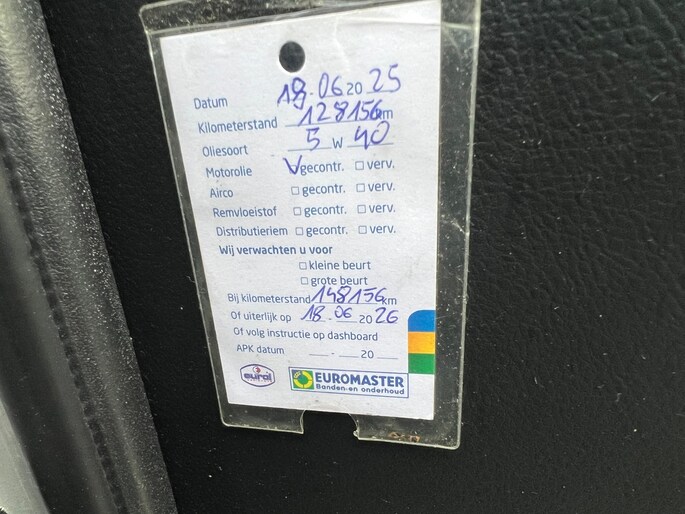 Datum 18-06-2025
Kilometerstand 128156 km
Oliesoort 5 W 40
Motorolie V gecontr. □ verv.
Airco □ gecontr. □ verv.
Remvloeistof □ gecontr. □ verv.
Distributieriem □ gecontr. □ verv.
Wij verwachten u voor
□ kleine beurt
□ grote beurt
Bij kilometerstand 148156 km
Of uiterlijk op 18-06 2026
Of volg instructie op dashboard
APK datum __-__20__
eurol
EUROMASTER
Banden-en onderhoud